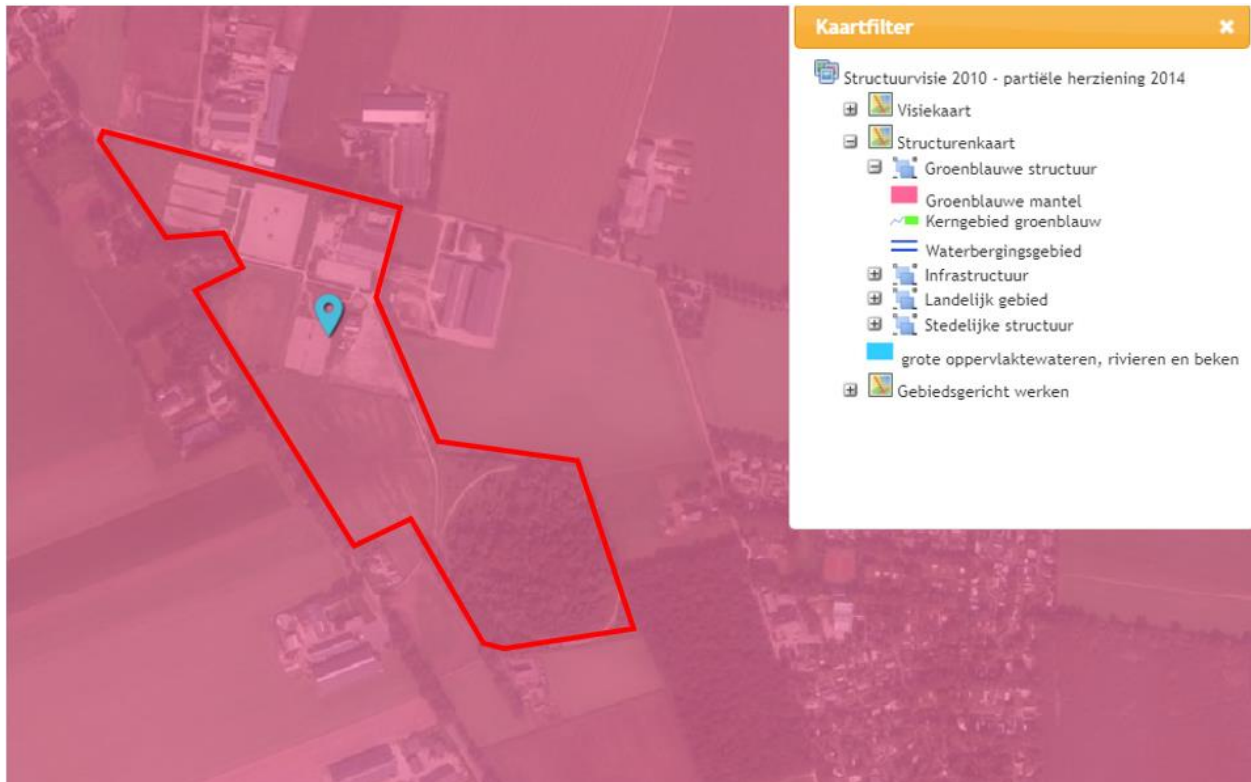 Kaartfilter
Structuurvisie 2010 - partiële herziening 2014
Visiekaart
Structurenkaart
Groenblauwe structuur
Groenblauwe mantel
Kerngebied groenblauw
Waterbergingsgebied
Infrastructuur
Landelijk gebied
Stedelijke structuur
grote oppervlaktewateren, rivieren en beken
Gebiedsgericht werken